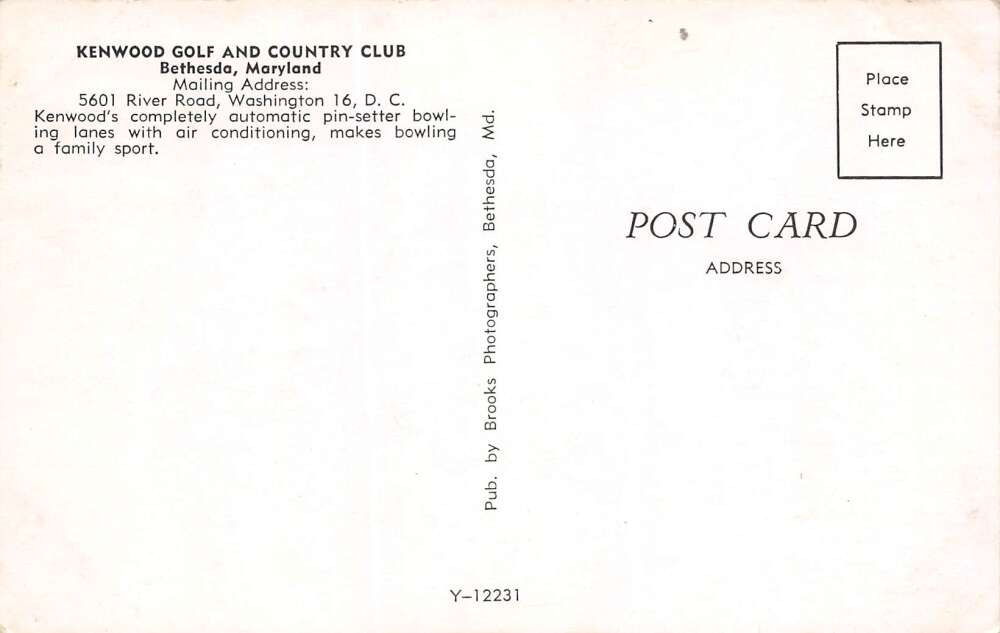 KENWOOD GOLF AND COUNTRY CLUB
Bethesda, Maryland
Mailing Address:
5601 River Road, Washington 16, D. C.
Kenwood's completely automatic pin-setter bowl-
ing lanes with air conditioning, makes bowling
a family sport.
Pub. by Brooks Photographers, Bethesda, Md.
Place
Stamp
Here
POST CARD
ADDRESS
Y-12231